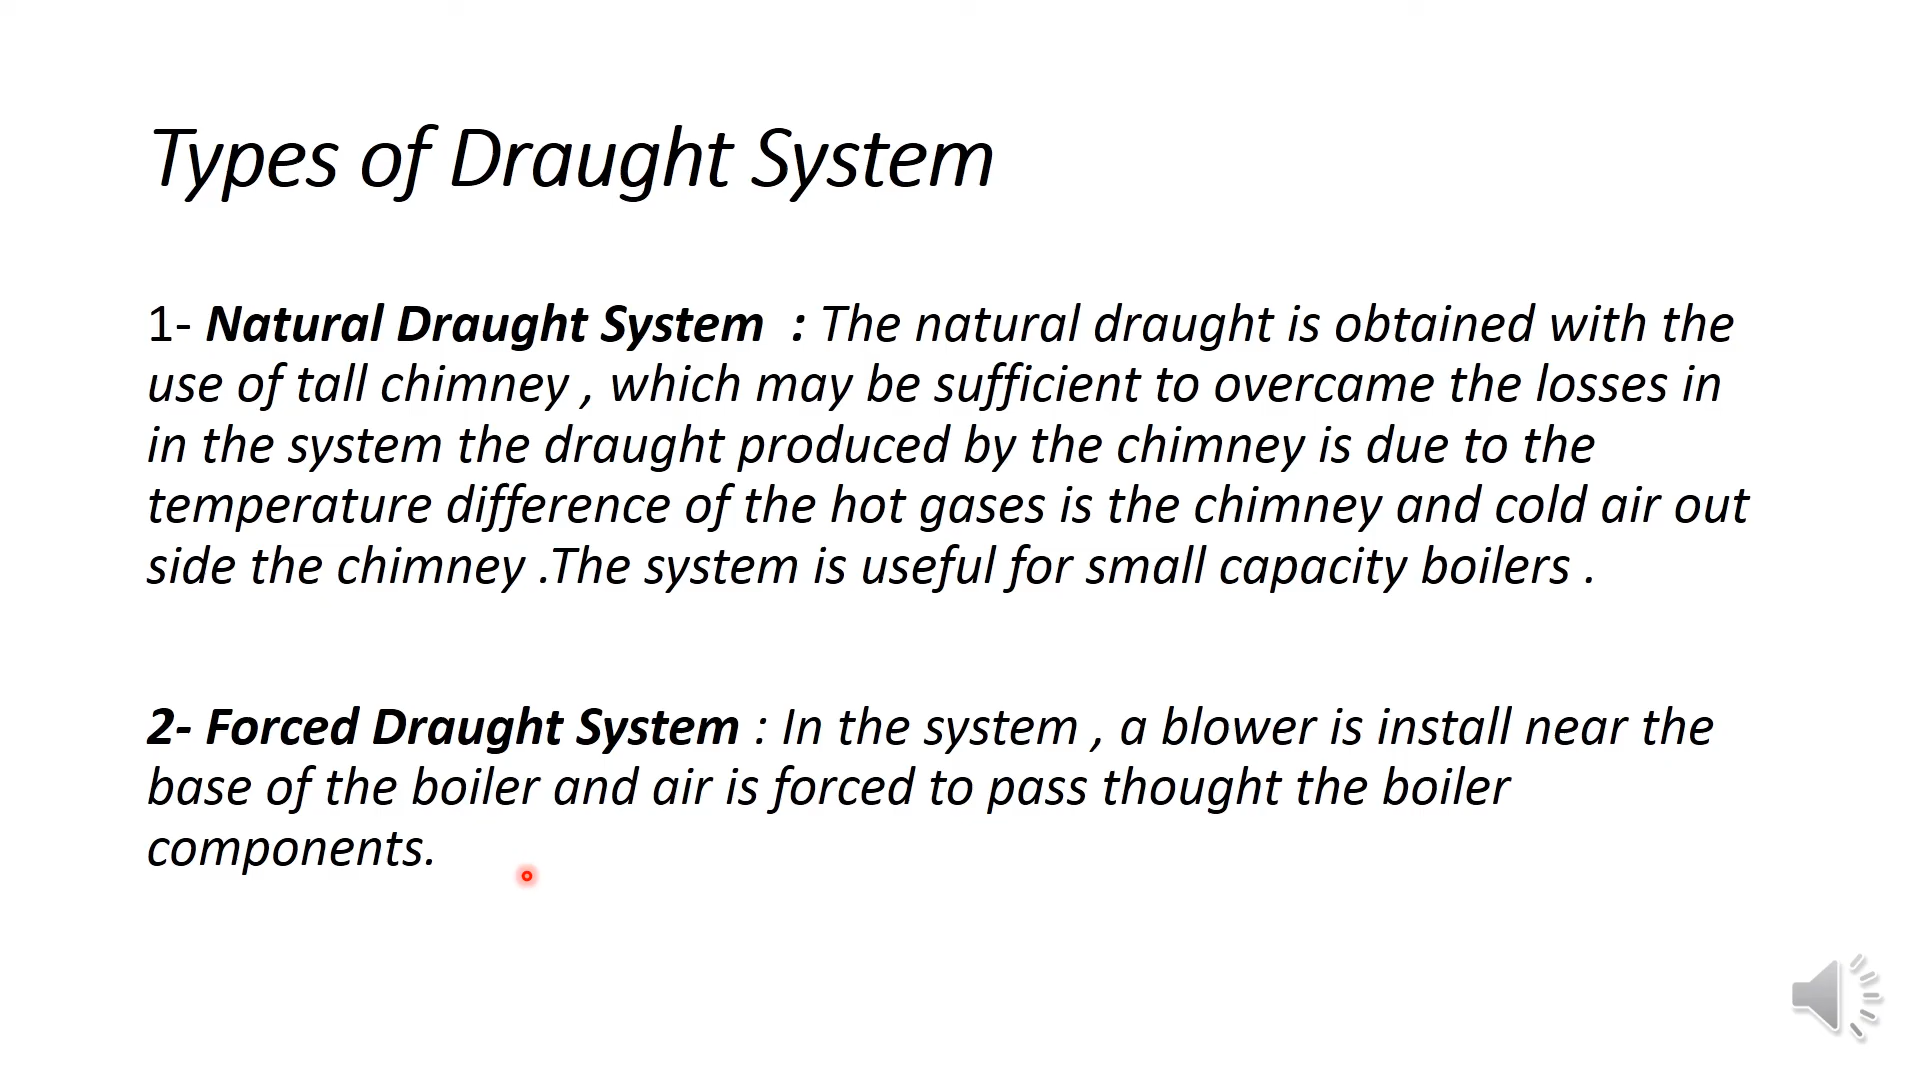 Types of Draught System
1- Natural Draught System : The natural draught is obtained with the
use of tall chimney , which may be sufficient to overcame the losses in
in the system the draught produced by the chimney is due to the
temperature difference of the hot gases is the chimney and cold air out
side the chimney .The system is useful for small capacity boilers .
2- Forced Draught System : In the system , a blower is install near the
base of the boiler and air is forced to pass thought the boiler
components.